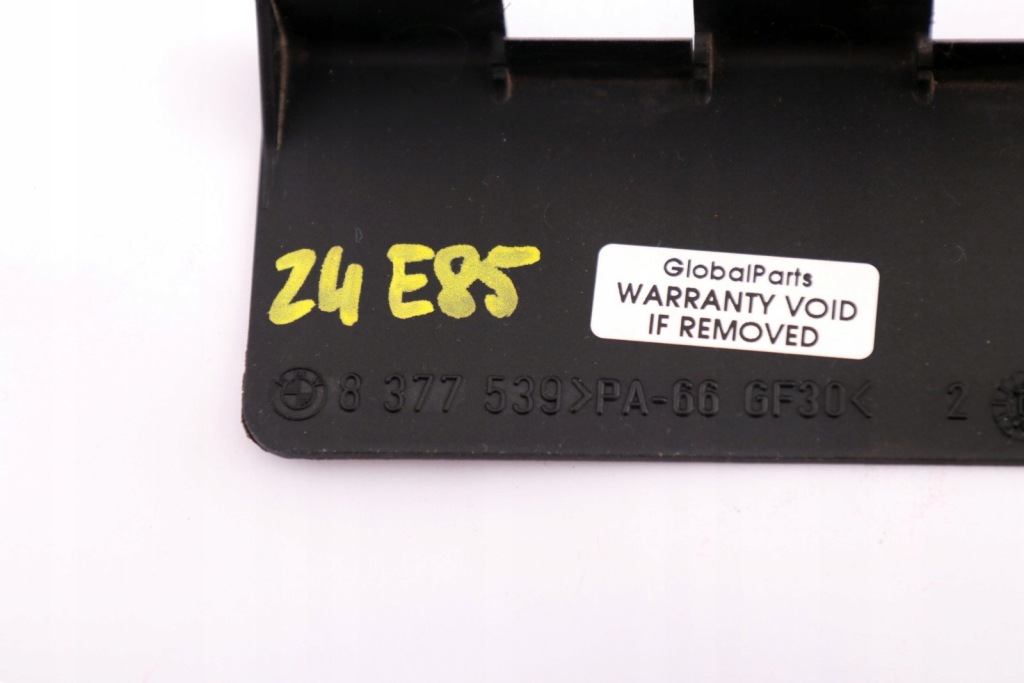 Z4 E85
GlobalParts
WARRANTY VOID
IF REMOVED
8 377 539 >PA-66 GF30< 2